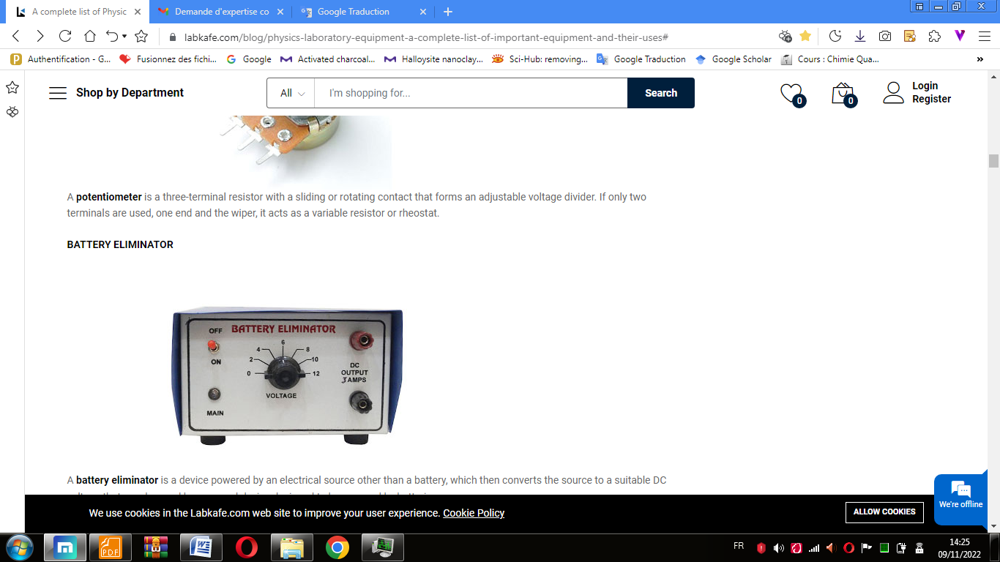 A complete list of Physic
Demande d'expertise co
Google Traduction
labkafe.com/blog/physics-laboratory-equipment-a-complete-list-of-important-equipment-and-their-uses#
Authentification - G...
Fusionnez des fichi...
Google
Activated charcoal...
Halloysite nanoclay...
Sci-Hub: removing...
Google Traduction
Google Scholar
Cours : Chimie Qua...
Shop by Department
All
I'm shopping for...
Search
0
0
Login
Register
A potentiometer is a three-terminal resistor with a sliding or rotating contact that forms an adjustable voltage divider. If only two
terminals are used, one end and the wiper, it acts as a variable resistor or rheostat.
BATTERY ELIMINATOR
OFF
BATTERY ELIMINATOR
ON
MAIN
0
2
4
6
8
10
12
VOLTAGE
DC
OUTPUT
3 AMPS
A battery eliminator is a device powered by an electrical source other than a battery, which then converts the source to a suitable DC
We use cookies in the Labkafe.com web site to improve your user experience. Cookie Policy
ALLOW COOKIES
We're offline
PDF
FR
14:25
09/11/2022